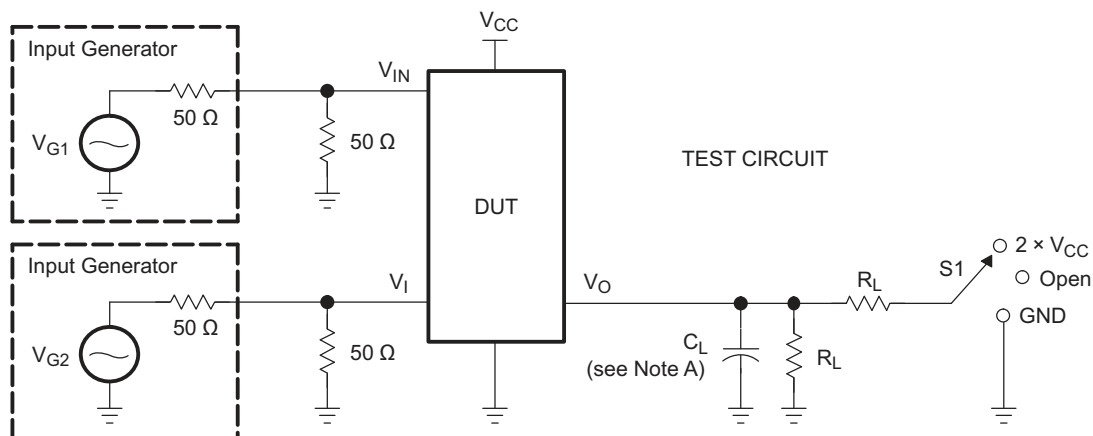 Input Generator
V_G1
50 Ω
50 Ω
V_IN
V_CC
DUT
TEST CIRCUIT
Input Generator
V_G2
50 Ω
50 Ω
V_I
V_O
C_L
(see Note A)
R_L
R_L
S1
2 × V_CC
Open
GND